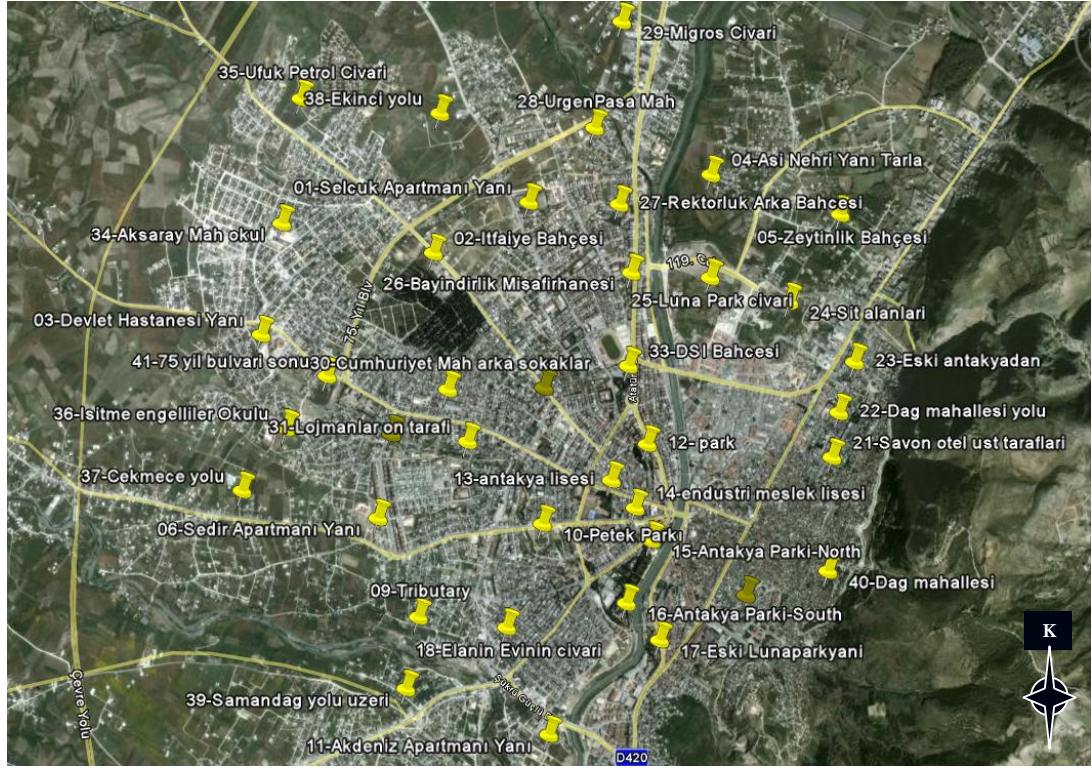 29-Migros Civari
35-Ufuk Petrol Civari
38-Ekinci yolu
28-UrgenPasa Mah
04-Asi Nehri Yanı Tarla
01-Selcuk Apartmanı Yanı
27-Rektorluk Arka Bahcesi
34-Aksaray Mah okul
02-Itfaiye Bahçesi
05-Zeytinlik Bahçesi
119. C
26-Bayindirlik Misafirhanesi
25-Luna Park civari
24-Sit alanlari
03-Devlet Hastanesi Yanı
75. Yıl Blv
33-DSI Bahcesi
41-75 yil bulvari sonu
30-Cumhuriyet Mah arka sokaklar
23-Eski antakyadan
Atatür
36-Isitme engelliler Okulu
31-Lojmanlar on tarafi
22-Dag mahallesi yolu
12- park
21-Savon otel ust taraflari
37-Cekmece yolu
13-antakya lisesi
14-endustri meslek lisesi
06-Sedir Apartmanı Yanı
10-Petek Parkı
15-Antakya Parki-North
40-Dag mahallesi
09-Tributary
16-Antakya Parki-South
K
18-Elanin Evinin civari
17-Eski Lunaparkyani
Çevre Yolu
39-Samandag yolu uzeri
Şükrü Güçlü C
11-Akdeniz Apartmanı Yanı
D420